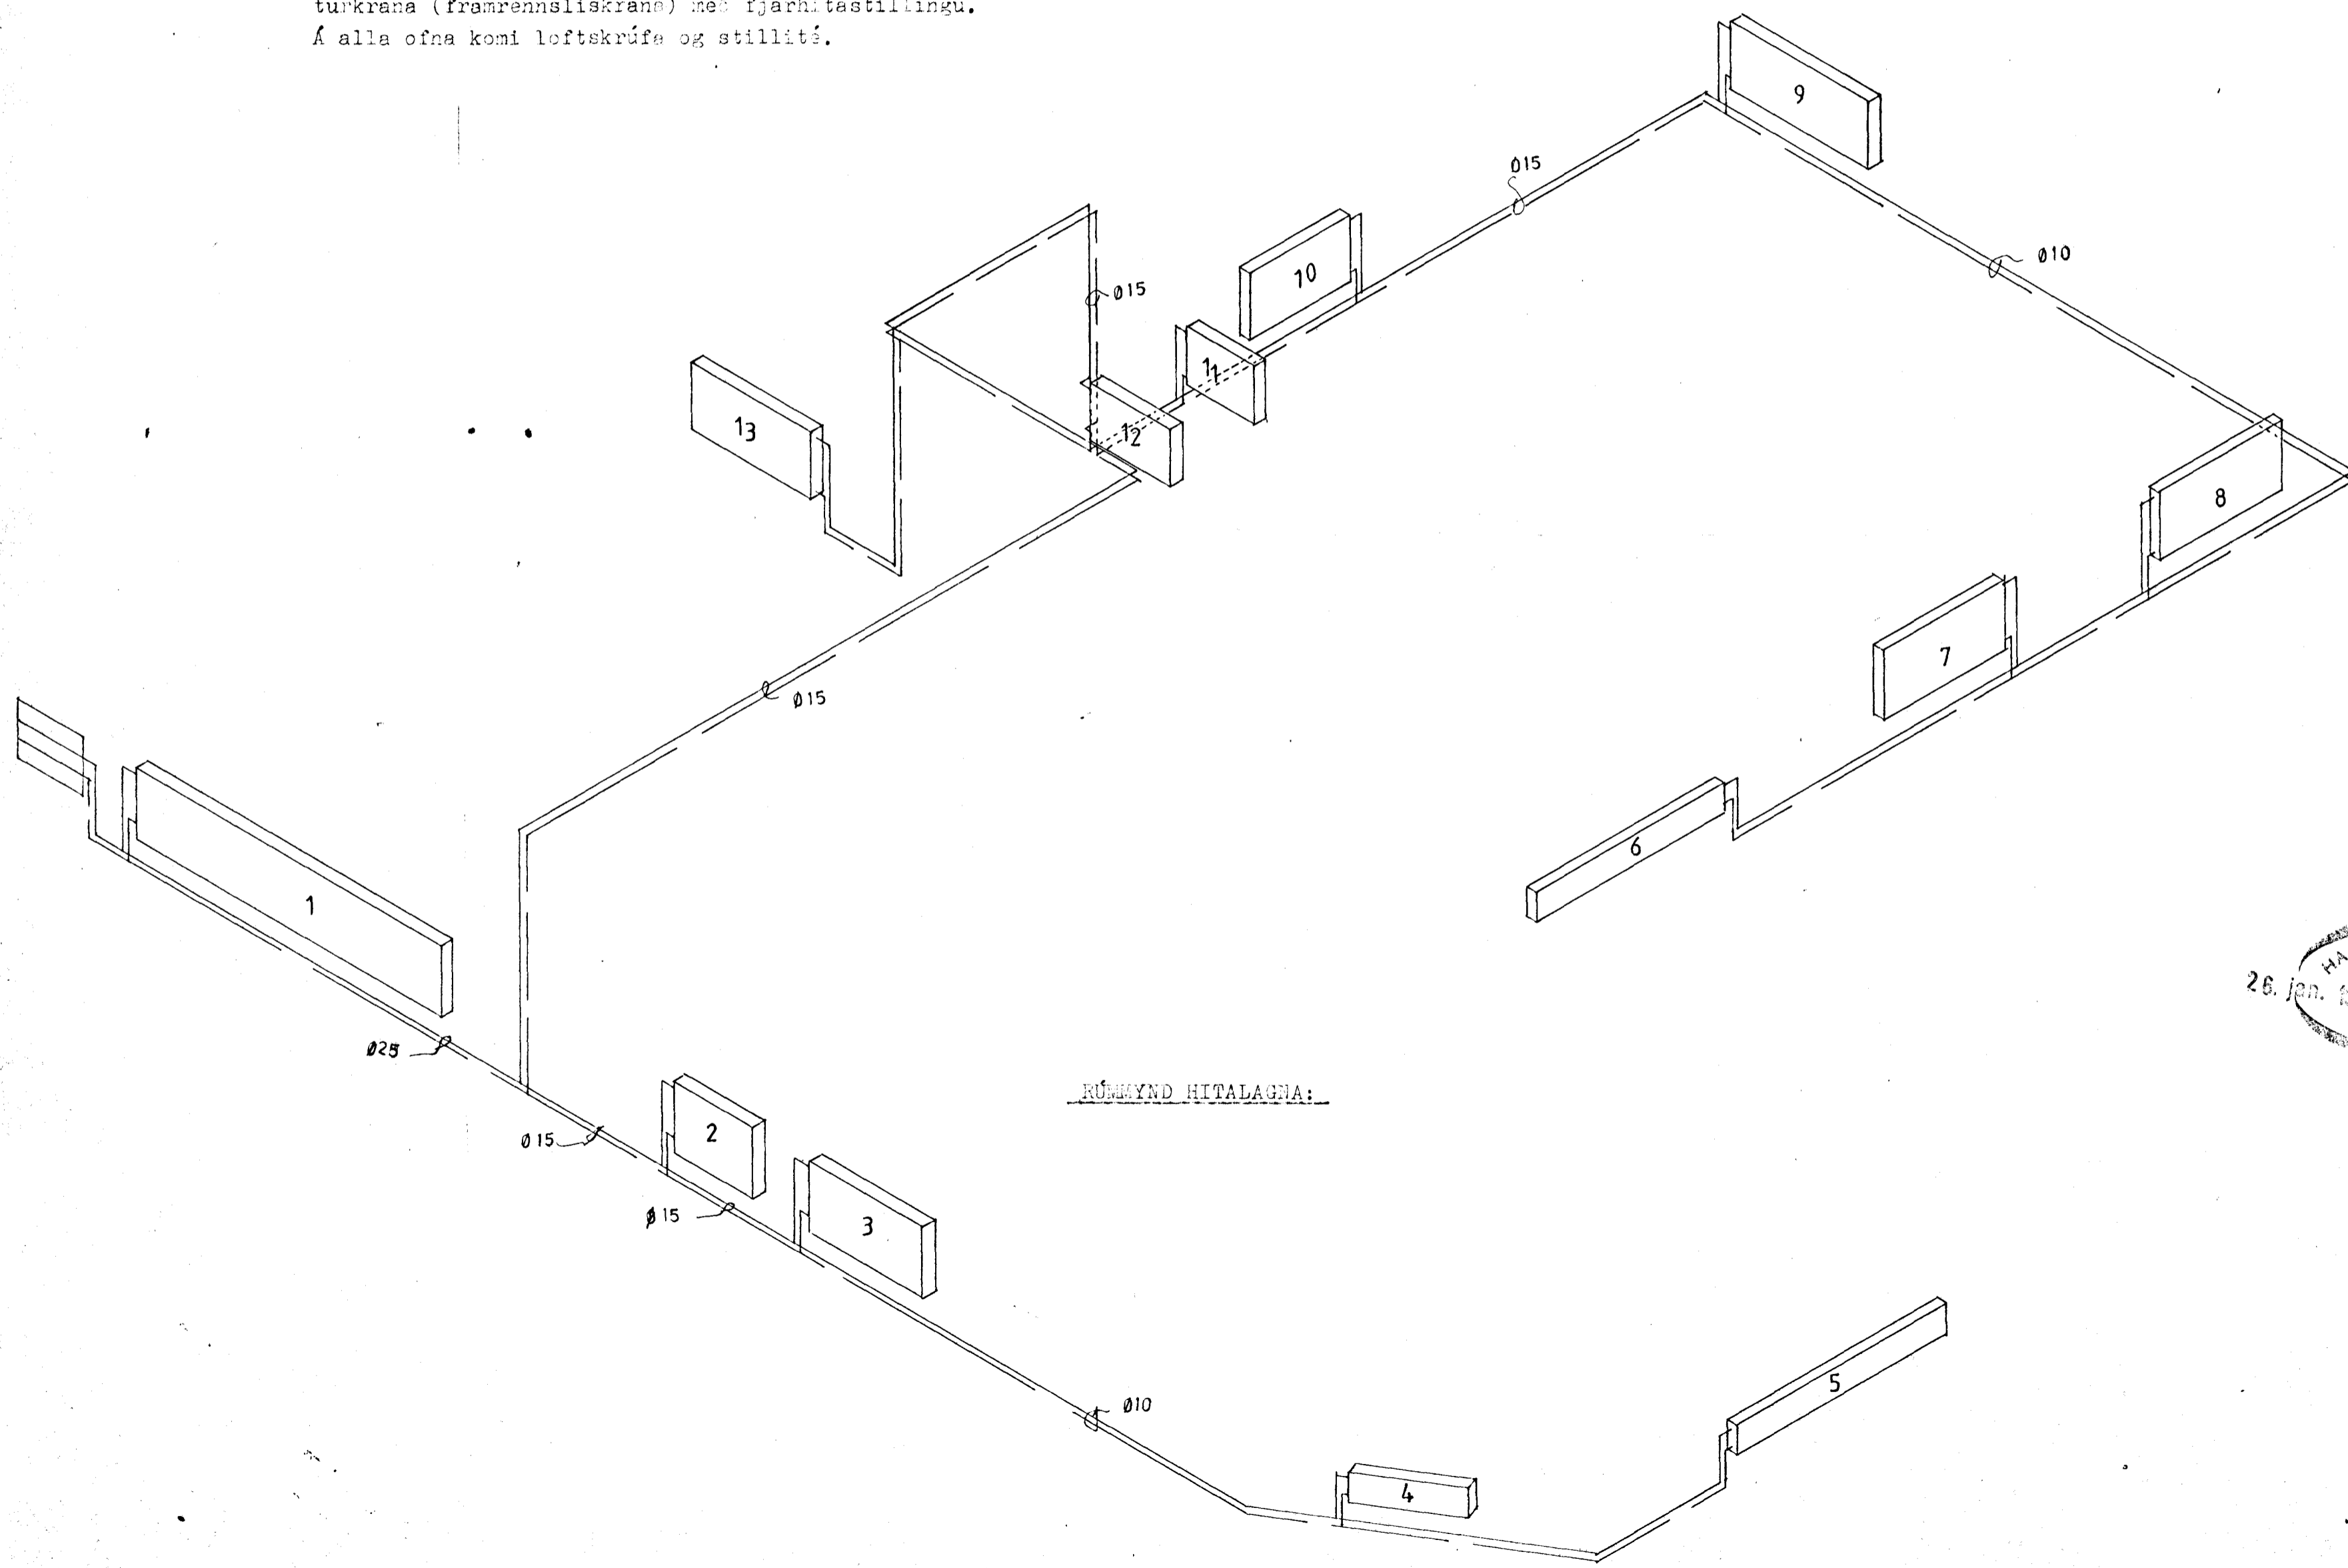 turkrana (framrennsliskrana) með fjarhitastillingu.
Á alla ofna komi loftskrúfa og stillité.
9
Ø15
10
Ø10
Ø15
11
13
12
8
7
Ø15
6
1
26. jan.
HA
Ø25
RÚMMYND HITALAGNA:
2
Ø15
3
Ø15
5
Ø10
4